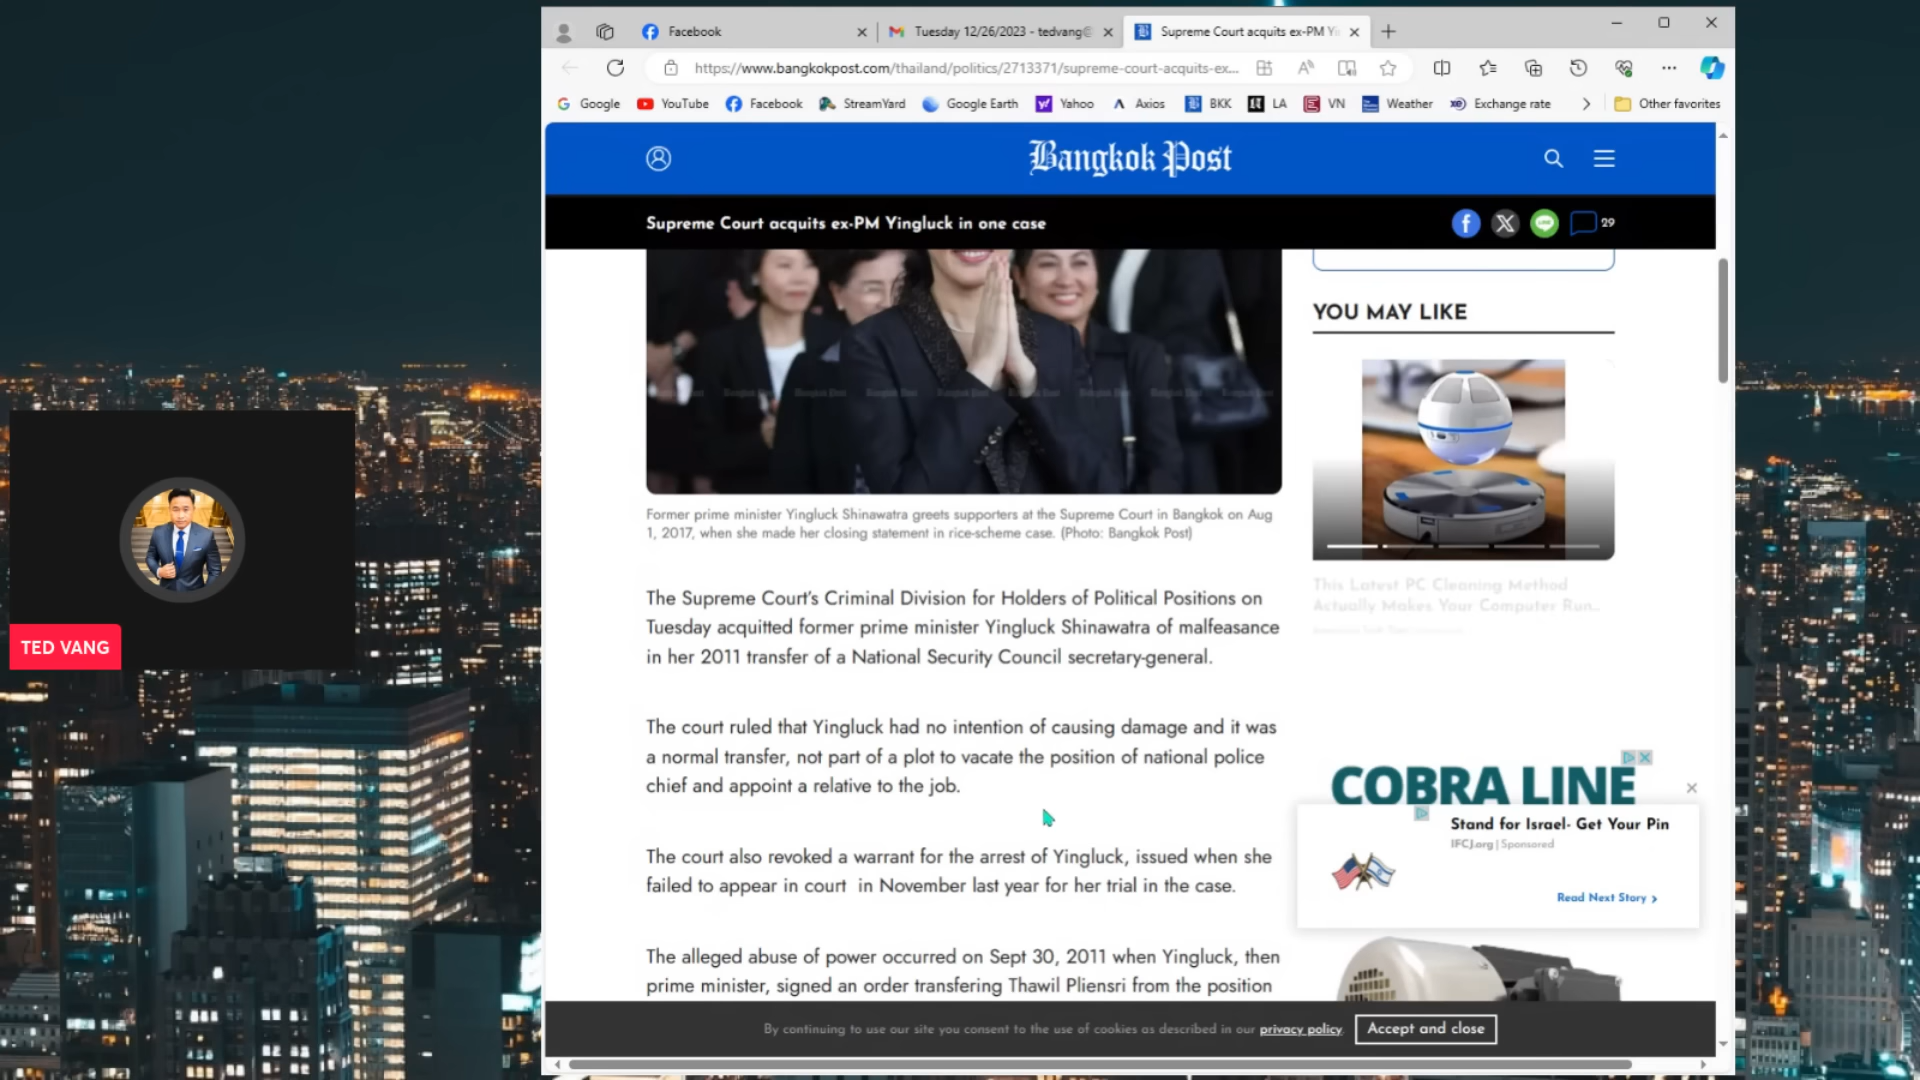 Facebook
Tuesday 12/26/2023 - tedvang@
Supreme Court acquits ex-PM Yi
https://www.bangkokpost.com/thailand/politics/2713371/supreme-court-acquits-ex...
Google
YouTube
Facebook
StreamYard
Google Earth
Yahoo
Axios
BKK
LA
VN
Weather
Exchange rate
Other favorites
Bangkok Post
Supreme Court acquits ex-PM Yingluck in one case
29
Former prime minister Yingluck Shinawatra greets supporters at the Supreme Court in Bangkok on Aug
1, 2017, when she made her closing statement in rice-scheme case. (Photo: Bangkok Post)
The Supreme Court's Criminal Division for Holders of Political Positions on
Tuesday acquitted former prime minister Yingluck Shinawatra of malfeasance
in her 2011 transfer of a National Security Council secretary-general.
The court ruled that Yingluck had no intention of causing damage and it was
a normal transfer, not part of a plot to vacate the position of national police
chief and appoint a relative to the job.
The court also revoked a warrant for the arrest of Yingluck, issued when she
failed to appear in court in November last year for her trial in the case.
The alleged abuse of power occurred on Sept 30, 2011 when Yingluck, then
prime minister, signed an order transfering Thawil Pliensri from the position
YOU MAY LIKE
This Latest PC Cleaning Method
Actually Makes Your Computer Run...
COBRA LINE
Stand for Israel- Get Your Pin
IFCJ.org | Sponsored
Read Next Story
By continuing to use our site you consent to the use of cookies as described in our privacy policy
Accept and close
TED VANG